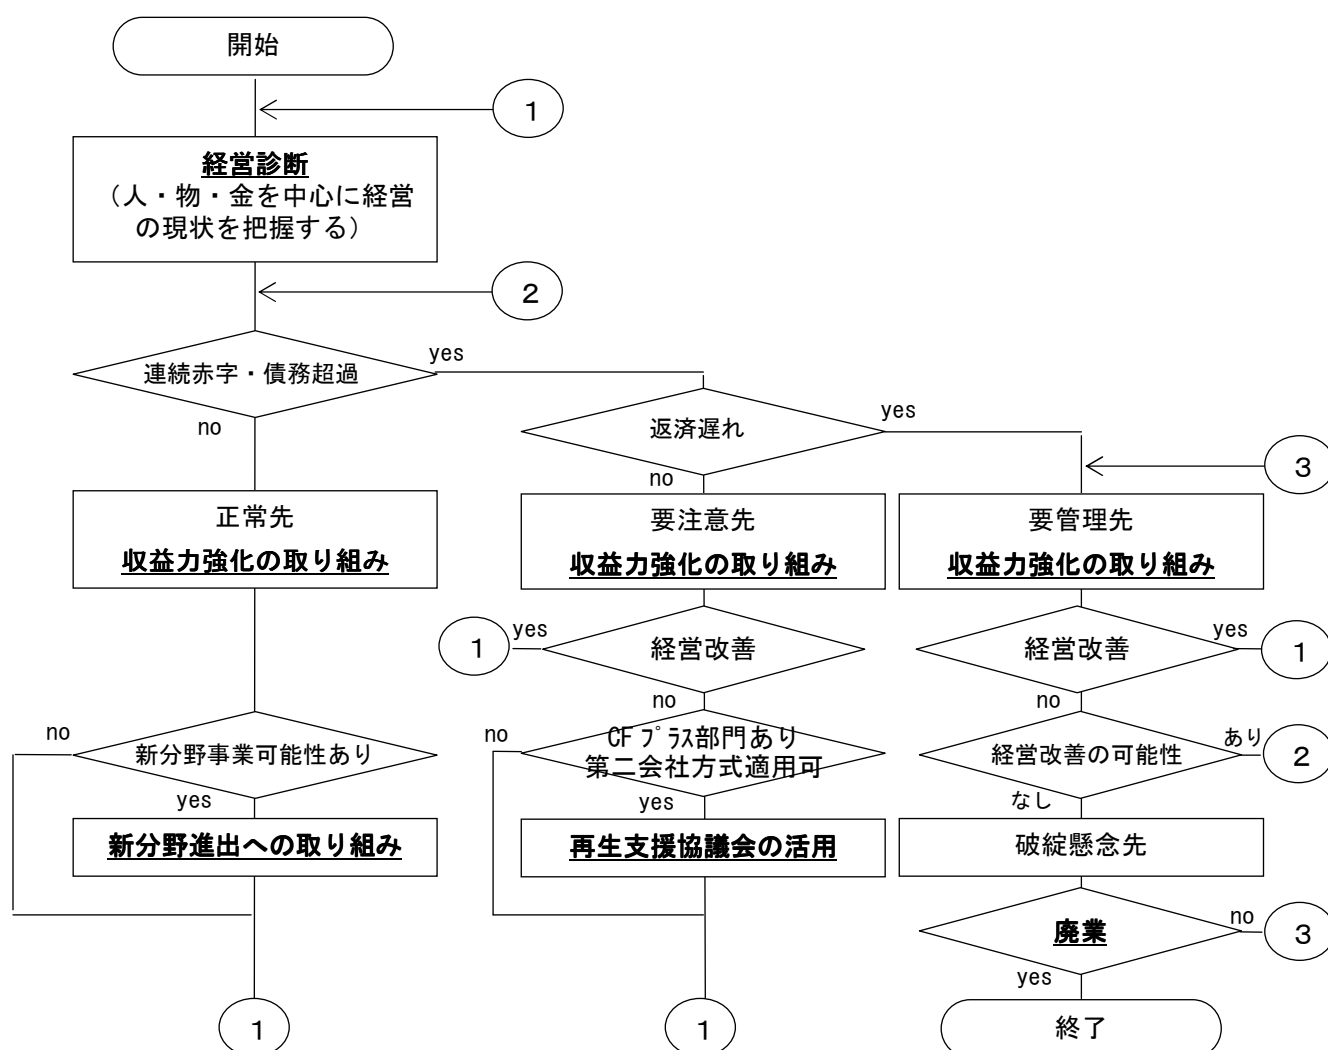 開始
1
経営診断
（人・物・金を中心に経営
の現状を把握する）
2
連続赤字・債務超過
yes
no
返済遅れ
yes
no
3
正常先
収益力強化の取り組み
要注意先
収益力強化の取り組み
要管理先
収益力強化の取り組み
1
yes
経営改善
no
経営改善
yes
1
no
no
新分野事業可能性あり
yes
no
CFプラス部門あり
第二会社方式適用可
yes
経営改善の可能性
あり
2
なし
新分野進出への取り組み
再生支援協議会の活用
破綻懸念先
廃業
no
3
yes
1
1
終了